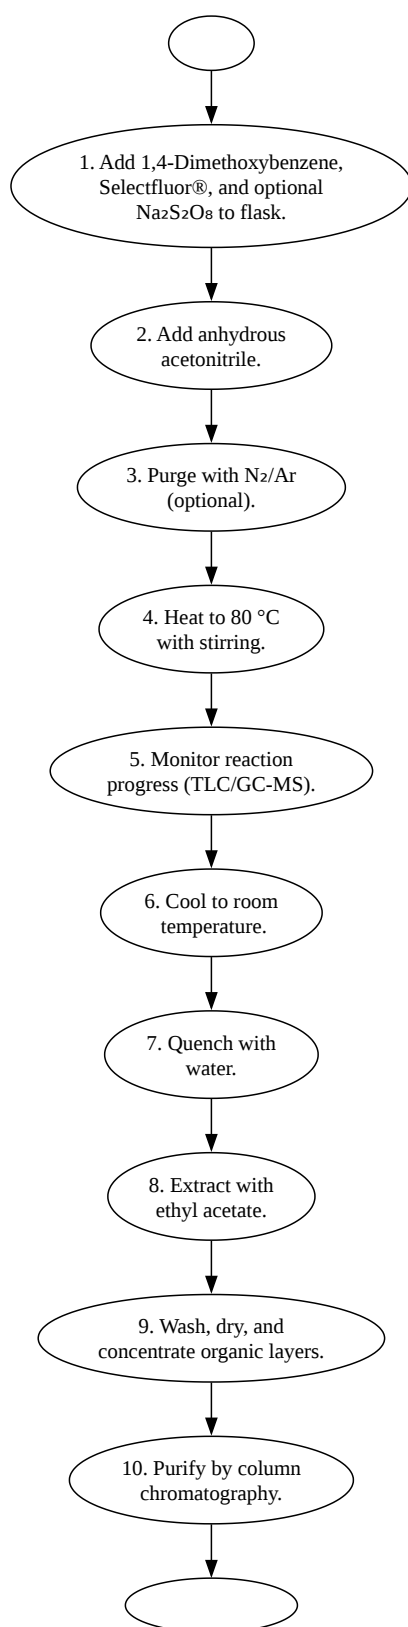 1. Add 1,4-Dimethoxybenzene,
Selectfluor®, and optional
Na₂S₂O₈ to flask.
2. Add anhydrous
acetonitrile.
3. Purge with N₂/Ar
(optional).
4. Heat to 80 °C
with stirring.
5. Monitor reaction
progress (TLC/GC-MS).
6. Cool to room
temperature.
7. Quench with
water.
8. Extract with
ethyl acetate.
9. Wash, dry, and
concentrate organic layers.
10. Purify by column
chromatography.